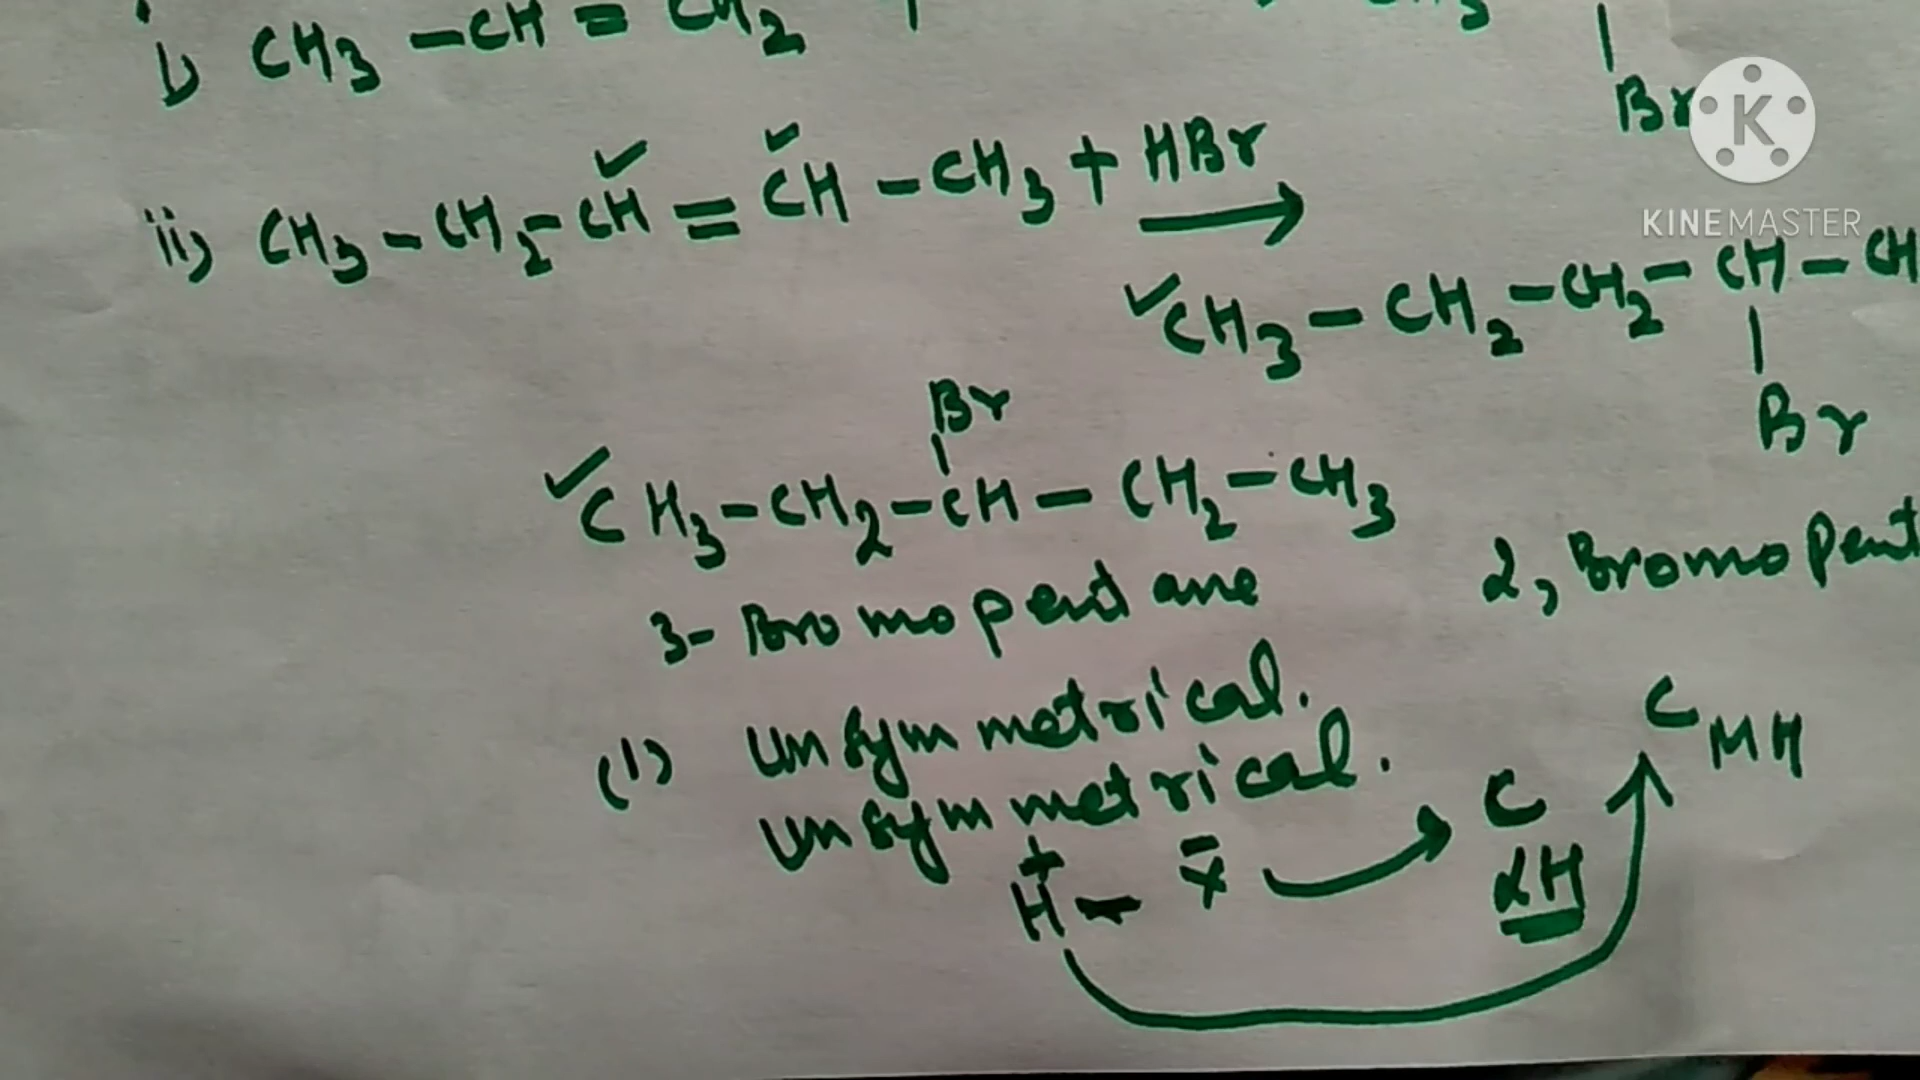 i) CH3 - CH = CH2
Br
ii) CH3 - CH2 - CH = CH - CH3 + HBr →
CH3 - CH2 - CH2 - CH - CH
Br
Br
CH3 - CH2 - CH - CH2 - CH3
3- Bromopentane
2, Bromopent
(1) Unsymmetrical.
Unsymmetrical.
H+ - X- → C
LH
C MH
K
KINEMASTER